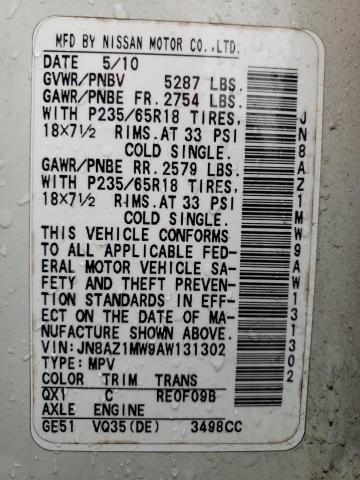 MFD BY NISSAN MOTOR CO.,LTD.
DATE 5/10
GVWR/PNBV 5287 LBS.
GAWR/PNBE FR. 2754 LBS.
WITH P235/65R18 TIRES,
18X7½ RIMS.AT 33 PSI
COLD SINGLE.
GAWR/PNBE RR. 2579 LBS.
WITH P235/65R18 TIRES,
18X7½ RIMS.AT 33 PSI
COLD SINGLE.
THIS VEHICLE CONFORMS
TO ALL APPLICABLE FED-
ERAL MOTOR VEHICLE SA-
FETY AND THEFT PREVEN-
TION STANDARDS IN EFF-
ECT ON THE DATE OF MA-
NUFACTURE SHOWN ABOVE.
VIN:JN8AZ1MW9AW131302
TYPE: MPV
COLOR TRIM TRANS
QX1 C RE0F09B
AXLE ENGINE
GE51 VQ35(DE) 3498CC
JN8AZ1MW9AW131302